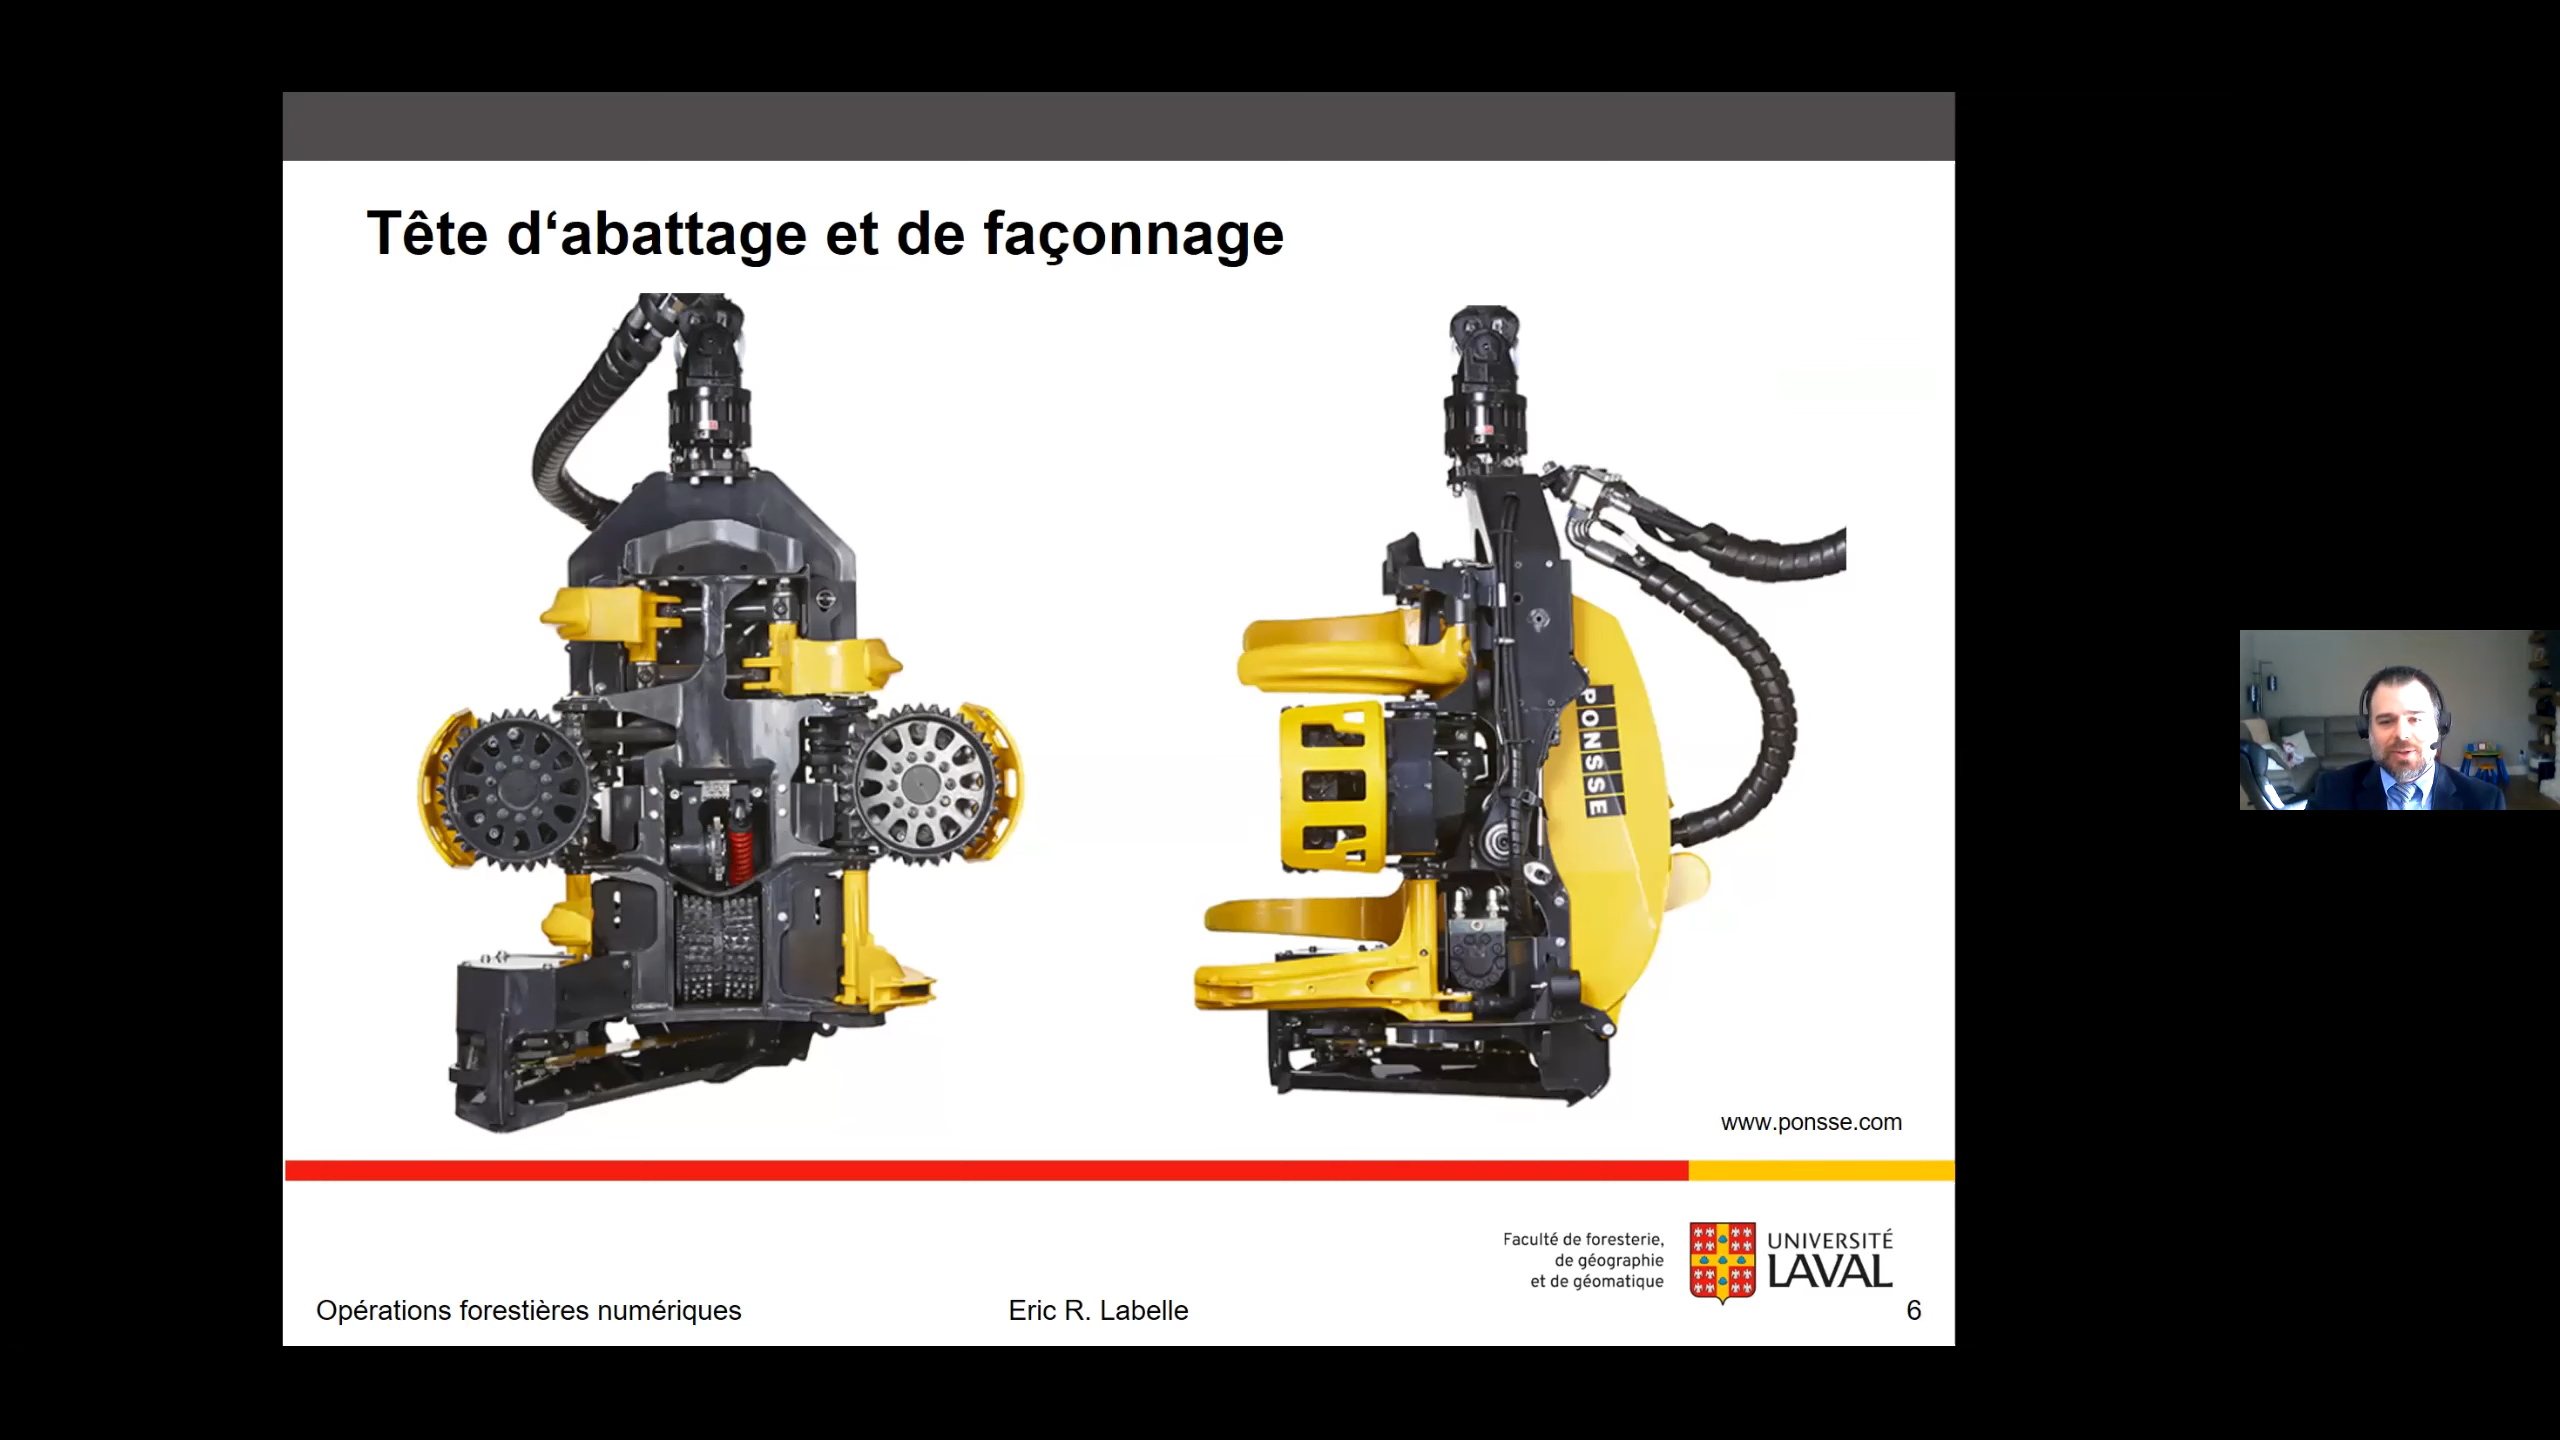 Tête d‘abattage et de façonnage
PONSSE
www.ponsse.com
Faculté de foresterie,
de géographie
et de géomatique
UNIVERSITÉ
LAVAL
Opérations forestières numériques
Eric R. Labelle
6